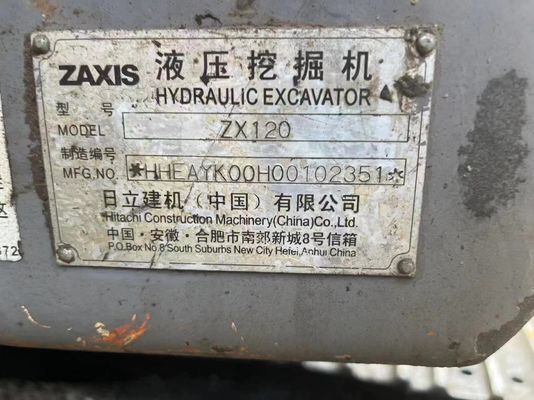 ZAXIS 液压挖掘机
HYDRAULIC EXCAVATOR
型号
MODEL ZX120
制造编号
MFG.NO. *HHEAYK00H00102351*
日立建机（中国）有限公司
Hitachi Construction Machinery(China)Co.,Ltd.
中国·安徽·合肥市南郊新城8号信箱
P.O.Box No.8 South Suburbs New City Hefei,Anhui China
区
672